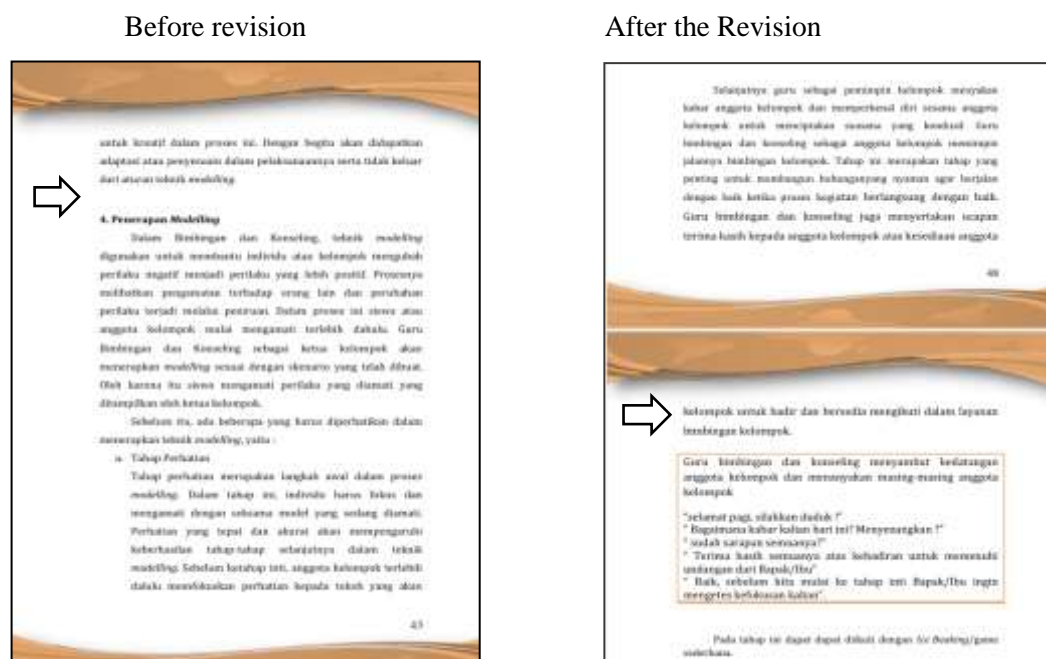 Before revision
After the Revision
untuk kreatif dalam proses ini. Dengan begitu akan didapatkan
adaptasi atau penyesuain dalam pelaksanaannya serta tidak keluar
dari aturan teknik modelling.
4. Penerapan Modelling
Dalam Bimbingan dan Konseling, teknik modelling
digunakan untuk membantu individu atau kelompok mengubah
perilaku negatif menjadi perilaku yang lebih positif. Prosesnya
melibatkan pengamatan terhadap orang lain dan perubahan
perilaku terjadi melalui peniruan. Dalam proses ini siswa atau
anggota kelompok mulai mengamati terlebih dahulu. Guru
Bimbingan dan Konseling sebagai ketua kelompok akan
menerapkan modelling sesuai dengan skenario yang telah dibuat.
Oleh karena itu siswa mengamati perilaku yang diamati yang
ditampilkan oleh ketua kelompok.
Sebelum itu, ada beberapa yang harus diperhatikan dalam
menerapkan teknik modelling, yaitu :
a. Tahap Perhatian
Tahap perhatian merupakan langkah awal dalam proses
modelling. Dalam tahap ini, individu harus fokus dan
mengamati dengan seksama model yang sedang diamati.
Perhatian yang tepat dan akurat akan mempengaruhi
keberhasilan tahap-tahap selanjutnya dalam teknik
modelling. Sebelum ketahap inti, anggota kelompok terlebih
dahulu memfokuskan perhatian kepada tokoh yang akan
43
Selanjutnya guru sebagai pemimpin kelompok menyakan
kabar anggota kelompok dan memperkenal diri sesama anggota
kelompok untuk menciptakan suasana yang kondusif. Guru
bimbingan dan konseling sebagai anggota kelompok memimpin
jalannya bimbingan kelompok. Tahap ini merupakan tahap yang
penting untuk membangun hubunganyang nyaman agar berjalan
dengan baik ketika proses kegiatan berlangsung dengan baik.
Guru bimbingan dan konseling juga menyertakan ucapan
terima kasih kepada anggota kelompok atas kesediaan anggota
48
kelompok untuk hadir dan bersedia mengikuti dalam layanan
bimbingan kelompok.
Guru bimbingan dan konseling menyambut kedatangan
anggota kelompok dan menanyakan masing-masing anggota
kelompok
"selamat pagi, silahkan duduk !"
" Bagaimana kabar kalian hari ini? Menyenangkan ?"
" sudah sarapan semuanya?"
" Terima kasih semuanya atas kehadiran untuk memenuhi
undangan dari Bapak/Ibu"
" Baik, sebelum kita mulai ke tahap inti Bapak/Ibu ingin
mengetes kefokusan kalian".
Pada tahap ini dapat dapat diikuti dengan Ice Breaking/game
sederhana.